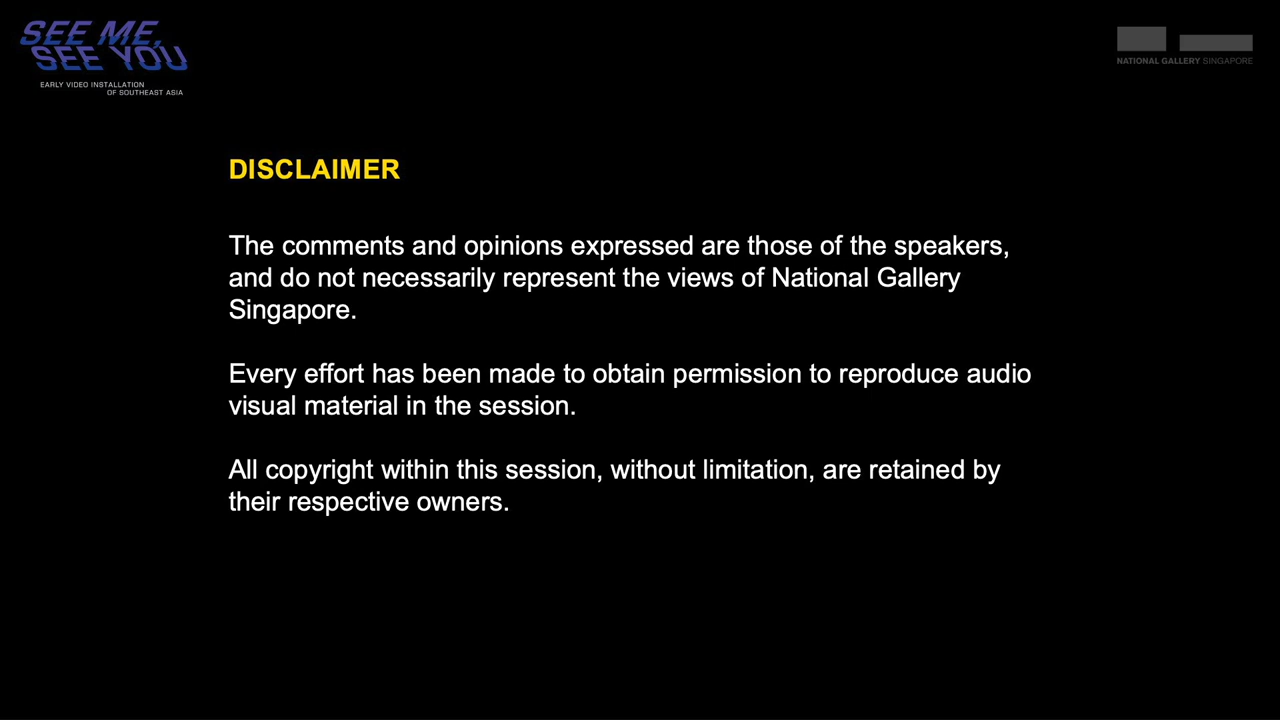 SEE ME,
SEE YOU
EARLY VIDEO INSTALLATION
OF SOUTHEAST ASIA
NATIONAL GALLERY SINGAPORE
DISCLAIMER
The comments and opinions expressed are those of the speakers,
and do not necessarily represent the views of National Gallery
Singapore.
Every effort has been made to obtain permission to reproduce audio
visual material in the session.
All copyright within this session, without limitation, are retained by
their respective owners.